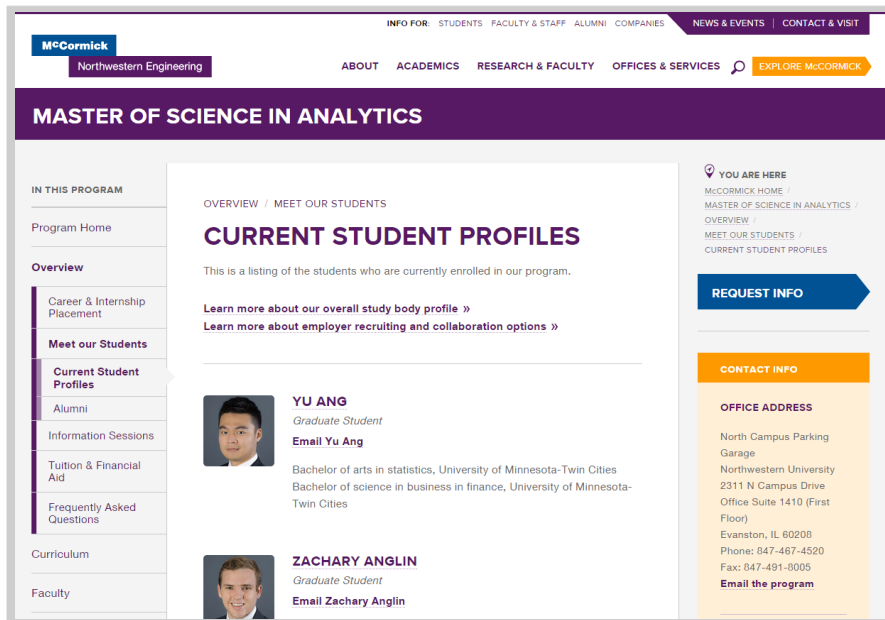 INFO FOR: STUDENTS FACULTY & STAFF ALUMNI COMPANIES
NEWS & EVENTS | CONTACT & VISIT
McCormick
Northwestern Engineering
ABOUT ACADEMICS RESEARCH & FACULTY OFFICES & SERVICES
EXPLORE McCORMICK
MASTER OF SCIENCE IN ANALYTICS
IN THIS PROGRAM
Program Home
Overview
Career & Internship
Placement
Meet our Students
Current Student
Profiles
Alumni
Information Sessions
Tuition & Financial
Aid
Frequently Asked
Questions
Curriculum
Faculty
OVERVIEW / MEET OUR STUDENTS
CURRENT STUDENT PROFILES
This is a listing of the students who are currently enrolled in our program.
Learn more about our overall study body profile »
Learn more about employer recruiting and collaboration options »
YU ANG
Graduate Student
Email Yu Ang
Bachelor of arts in statistics, University of Minnesota-Twin Cities
Bachelor of science in business in finance, University of Minnesota-
Twin Cities
ZACHARY ANGLIN
Graduate Student
Email Zachary Anglin
YOU ARE HERE
McCORMICK HOME /
MASTER OF SCIENCE IN ANALYTICS /
OVERVIEW /
MEET OUR STUDENTS /
CURRENT STUDENT PROFILES
REQUEST INFO
CONTACT INFO
OFFICE ADDRESS
North Campus Parking
Garage
Northwestern University
2311 N Campus Drive
Office Suite 1410 (First
Floor)
Evanston, IL 60208
Phone: 847-467-4520
Fax: 847-491-8005
Email the program